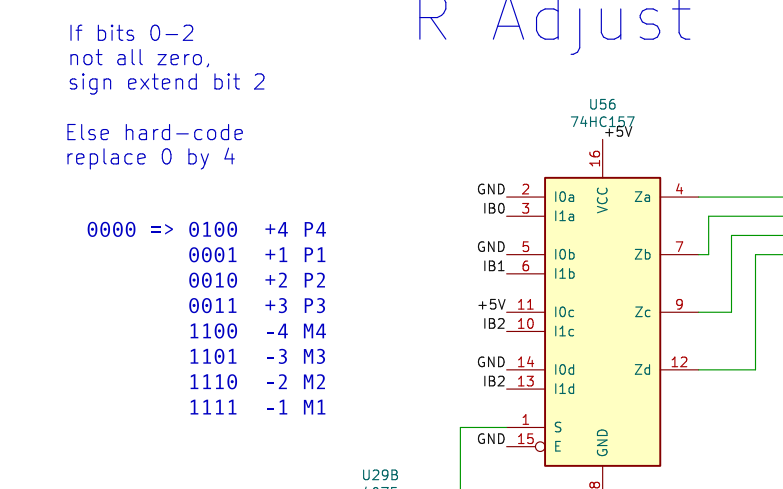 R Adjust
If bits 0-2
not all zero,
sign extend bit 2
Else hard-code
replace 0 by 4
0000 => 0100 +4 P4
0001 +1 P1
0010 +2 P2
0011 +3 P3
1100 -4 M4
1101 -3 M3
1110 -2 M2
1111 -1 M1
U56
74HC157
+5V
16
VCC
GND 2 I0a Za 4
IB0 3 I1a
GND 5 I0b Zb 7
IB1 6 I1b
+5V 11 I0c Zc 9
IB2 10 I1c
GND 14 I0d Zd 12
IB2 13 I1d
1 S
GND 15 E
GND
8
U29B